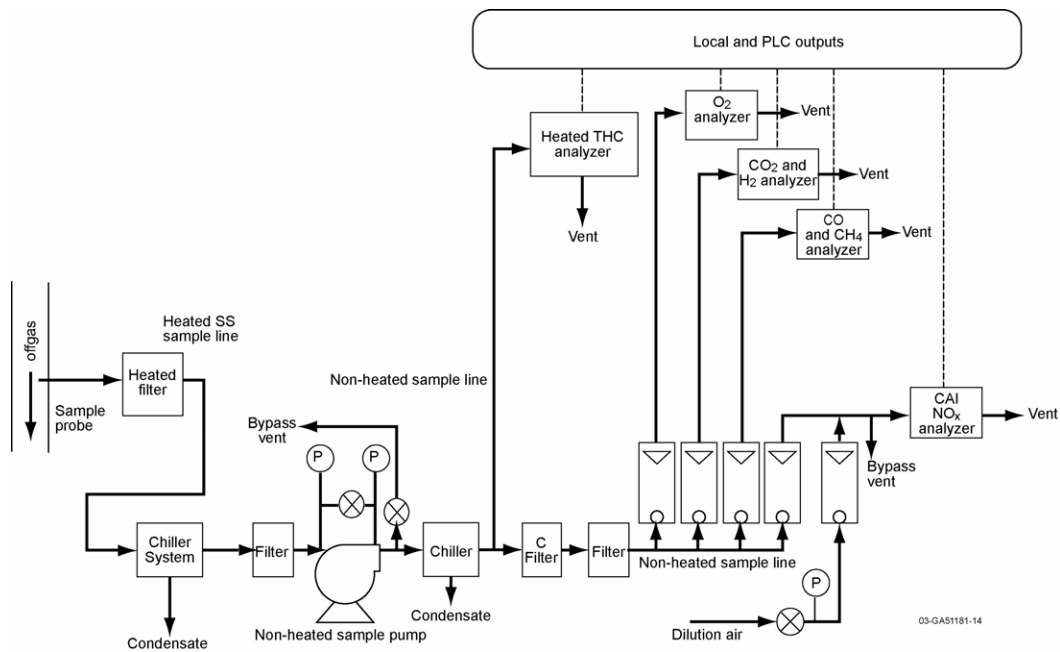 Local and PLC outputs
O2
analyzer
Vent
Heated THC
analyzer
Vent
CO2 and
H2 analyzer
Vent
CO
and CH4
analyzer
Vent
offgas
Heated SS
sample line
Heated
filter
Sample
probe
Non-heated sample line
Bypass
vent
P
P
CAI
NOx
analyzer
Vent
Bypass
vent
Chiller
System
Filter
Chiller
C
Filter
Filter
Non-heated sample line
Condensate
Non-heated sample pump
Condensate
P
Dilution air
03-GA51181-14